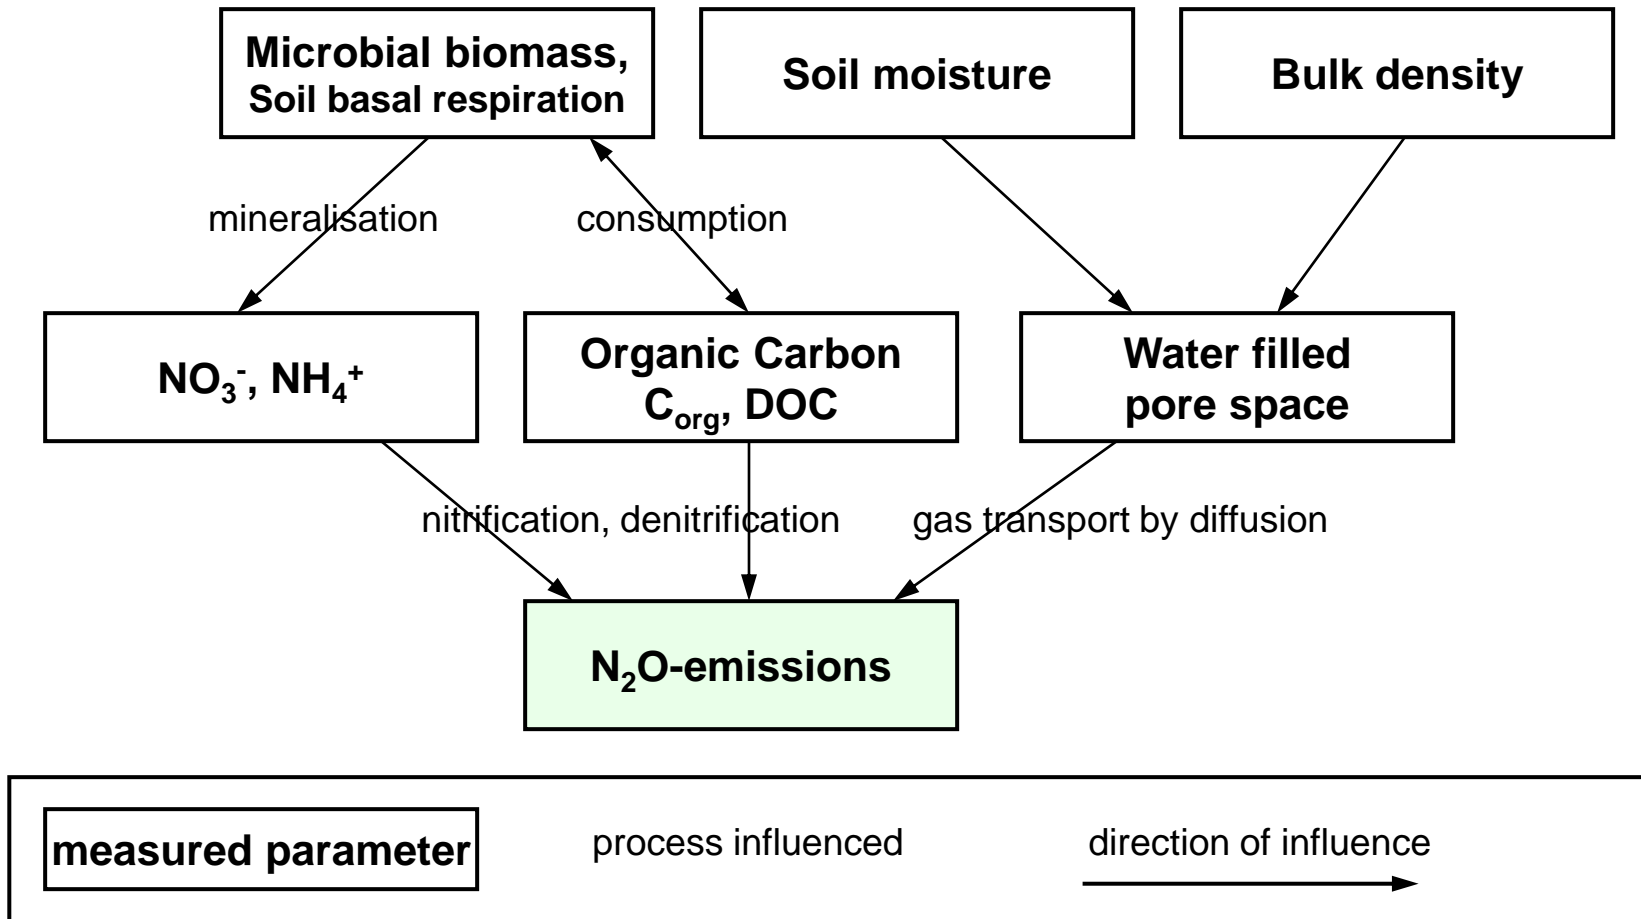 Microbial biomass,
Soil basal respiration
Soil moisture
Bulk density
mineralisation
consumption
NO₃⁻, NH₄⁺
Organic Carbon
C_org, DOC
Water filled
pore space
nitrification, denitrification
gas transport by diffusion
N₂O-emissions
measured parameter
process influenced
direction of influence